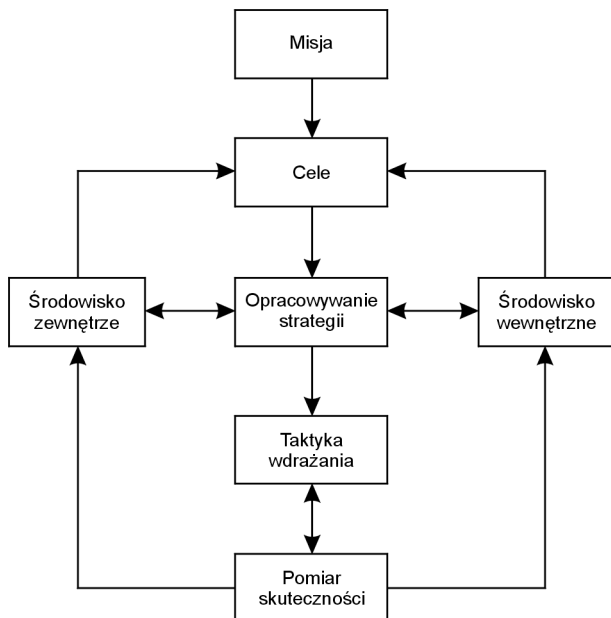 Misja
Cele
Środowisko
zewnętrze
Opracowywanie
strategii
Środowisko
wewnętrzne
Taktyka
wdrażania
Pomiar
skuteczności